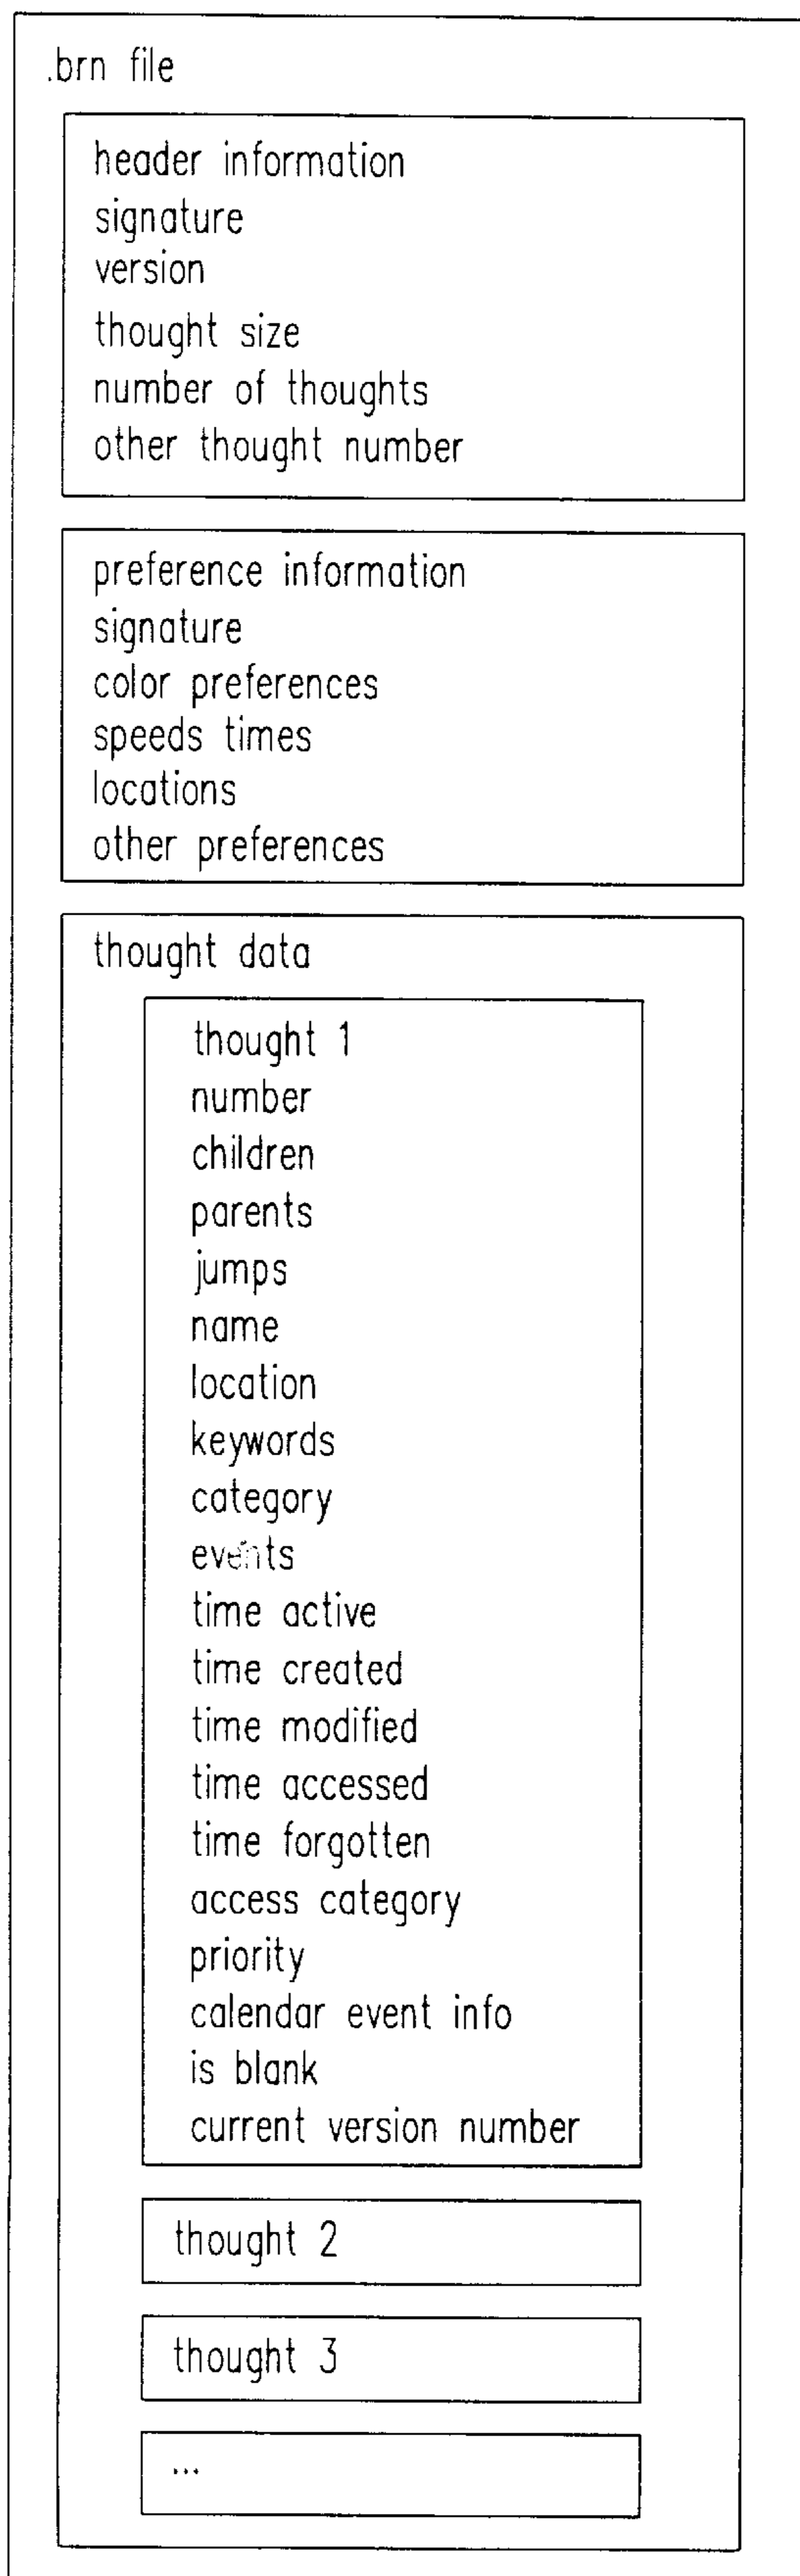 .brn file
header information
signature
version
thought size
number of thoughts
other thought number
preference information
signature
color preferences
speeds times
locations
other preferences
thought data
thought 1
number
children
parents
jumps
name
location
keywords
category
events
time active
time created
time modified
time accessed
time forgotten
access category
priority
calendar event info
is blank
current version number
thought 2
thought 3
...